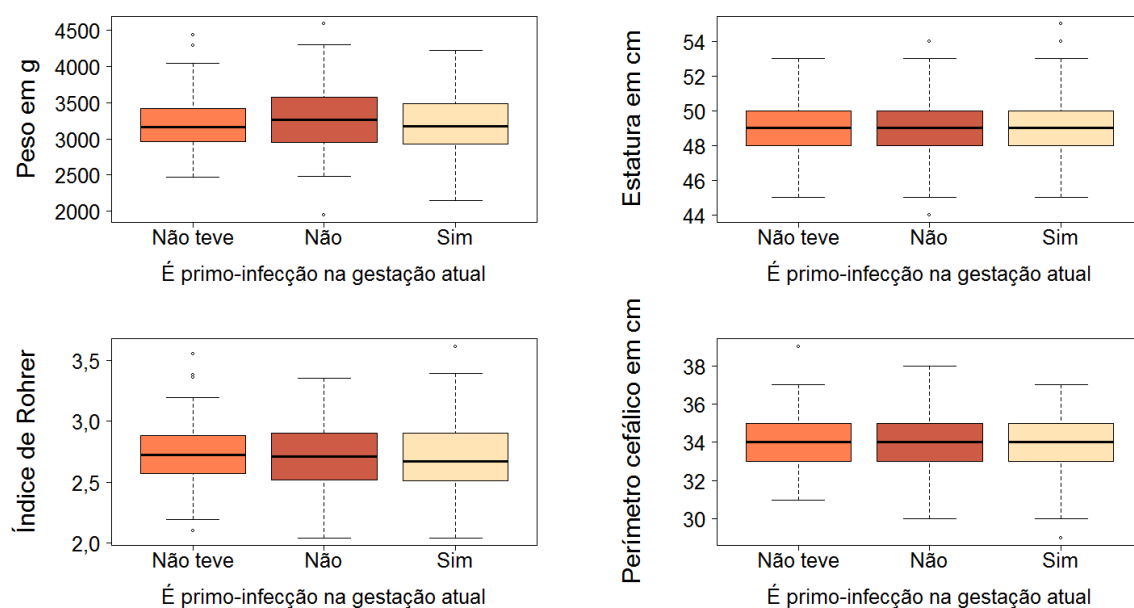 Peso em g
4500
4000
3500
3000
2500
2000
Não teve Não Sim
É primo-infecção na gestação atual
Estatura em cm
54
52
50
48
46
44
Não teve Não Sim
É primo-infecção na gestação atual
Índice de Rohrer
3,5
3,0
2,5
2,0
Não teve Não Sim
É primo-infecção na gestação atual
Perímetro cefálico em cm
38
36
34
32
30
Não teve Não Sim
É primo-infecção na gestação atual